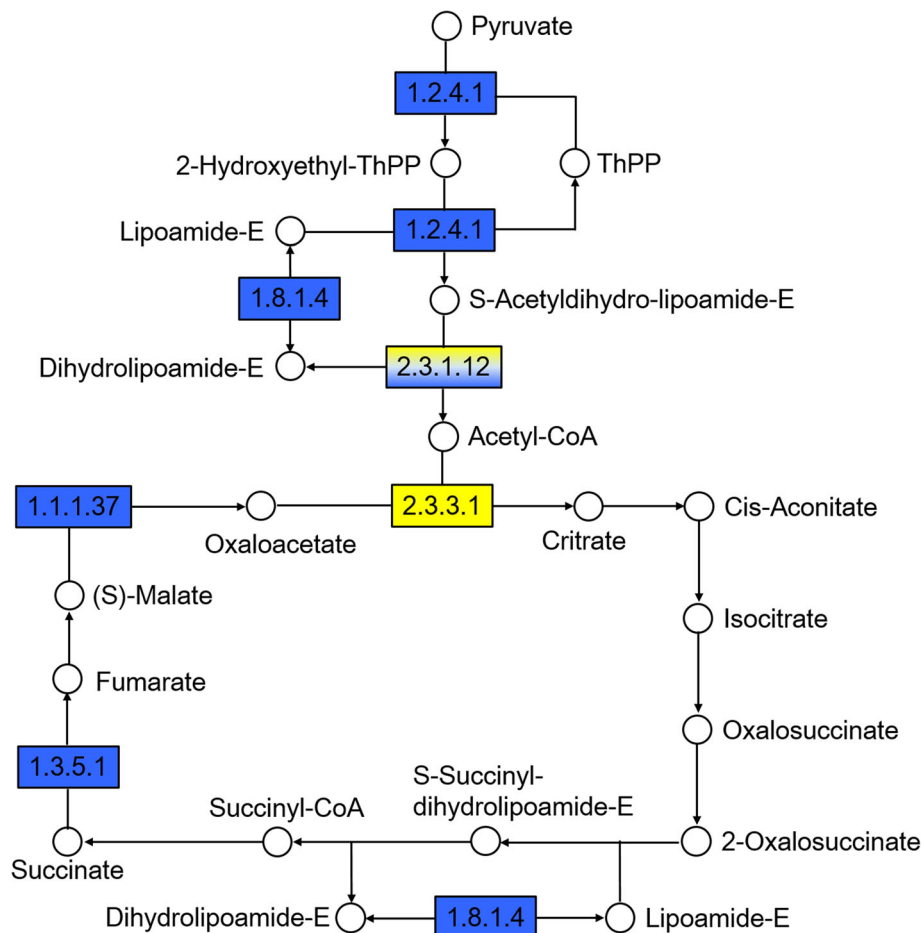 Pyruvate
1.2.4.1
2-Hydroxyethyl-ThPP
ThPP
Lipoamide-E
1.2.4.1
1.8.1.4
S-Acetyldihydro-lipoamide-E
Dihydrolipoamide-E
2.3.1.12
Acetyl-CoA
1.1.1.37
2.3.3.1
Cis-Aconitate
Oxaloacetate
Critrate
(S)-Malate
Isocitrate
Fumarate
Oxalosuccinate
1.3.5.1
S-Succinyl-
dihydrolipoamide-E
Succinyl-CoA
2-Oxalosuccinate
Succinate
Dihydrolipoamide-E
1.8.1.4
Lipoamide-E